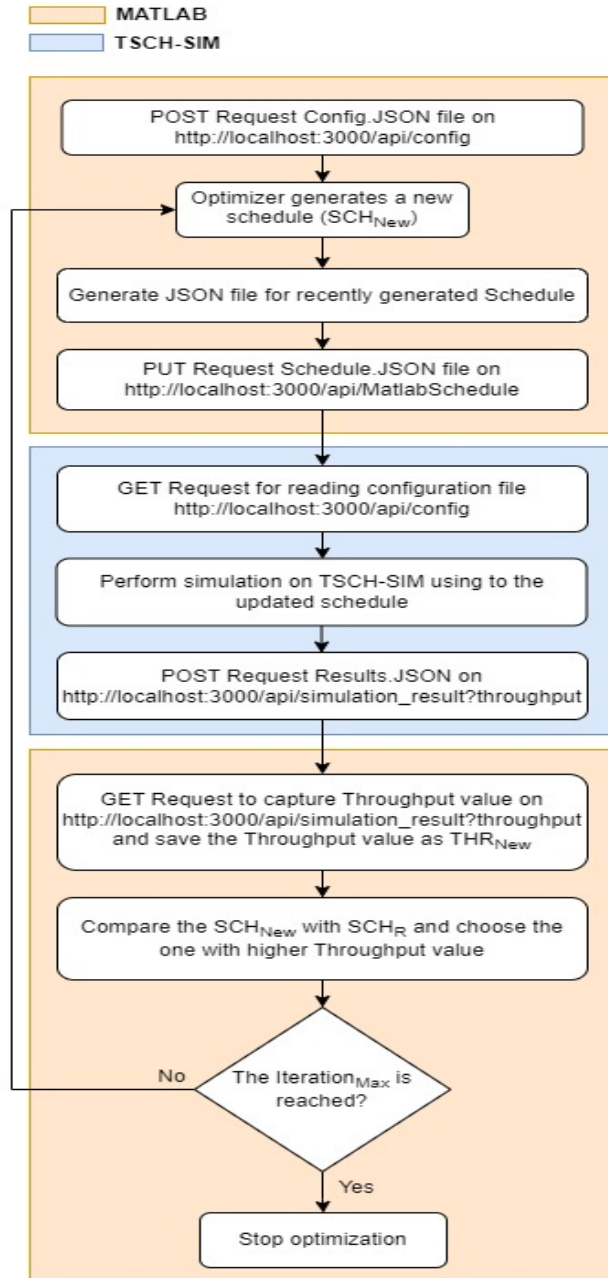 MATLAB
TSCH-SIM
POST Request Config.JSON file on
http://localhost:3000/api/config
Optimizer generates a new
schedule (SCHNew)
Generate JSON file for recently generated Schedule
PUT Request Schedule.JSON file on
http://localhost:3000/api/MatlabSchedule
GET Request for reading configuration file
http://localhost:3000/api/config
Perform simulation on TSCH-SIM using to the
updated schedule
POST Request Results.JSON on
http://localhost:3000/api/simulation_result?throughput
GET Request to capture Throughput value on
http://localhost:3000/api/simulation_result?throughput
and save the Throughput value as THRNew
Compare the SCHNew with SCHR and choose the
one with higher Throughput value
No
The IterationMax is
reached?
Yes
Stop optimization